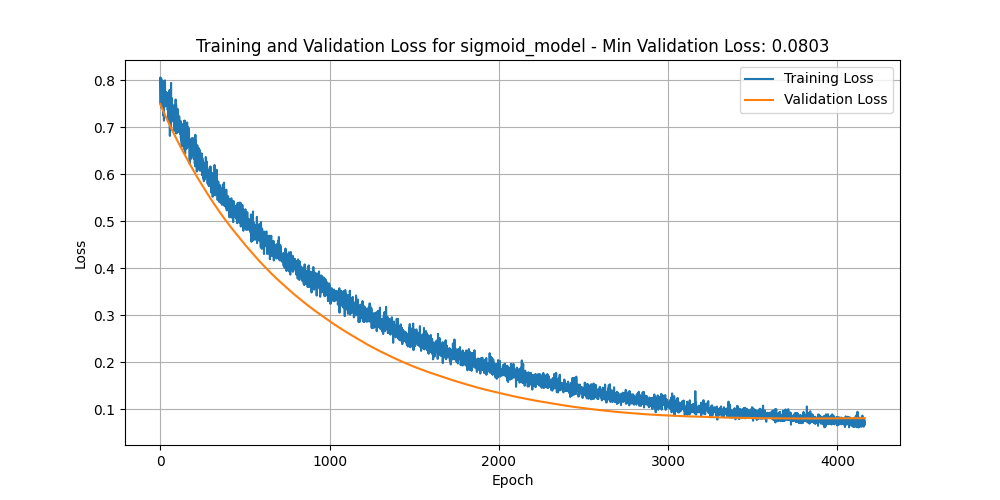 Training and Validation Loss for sigmoid_model - Min Validation Loss: 0.0803
Training Loss
Validation Loss
Loss
0.8
0.7
0.6
0.5
0.4
0.3
0.2
0.1
0
1000
2000
3000
4000
Epoch